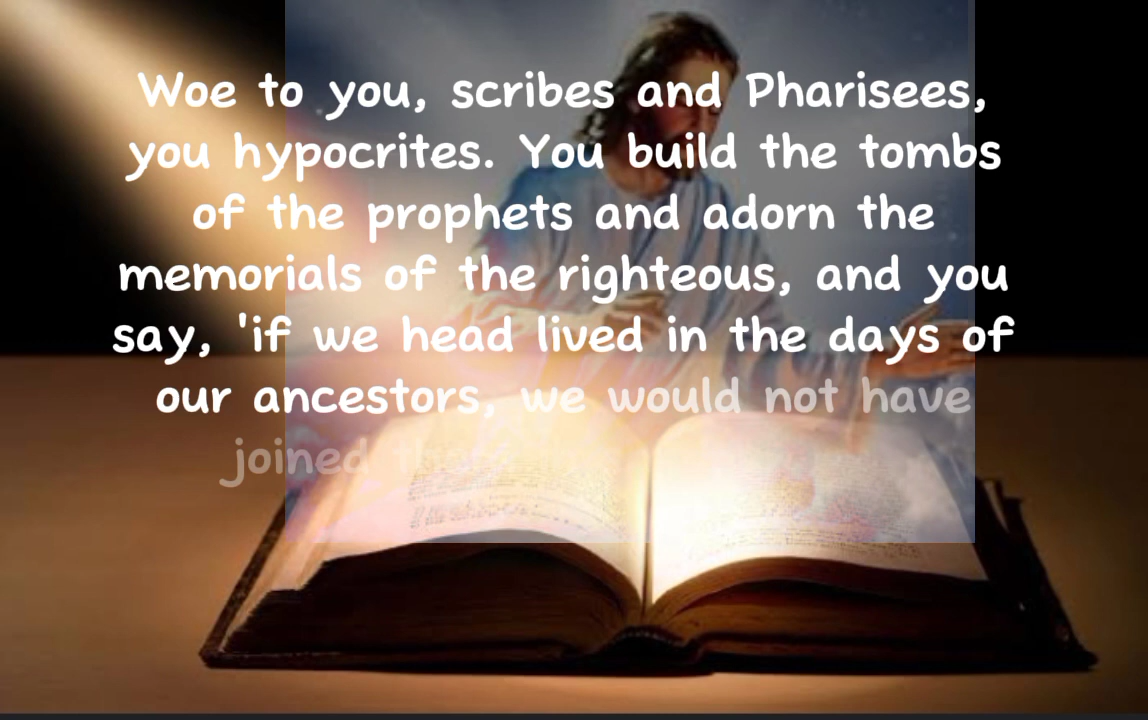 Woe to you, scribes and Pharisees,
you hypocrites. You build the tombs
of the prophets and adorn the
memorials of the righteous, and you
say, 'if we head lived in the days of
our ancestors, we would not have
joined